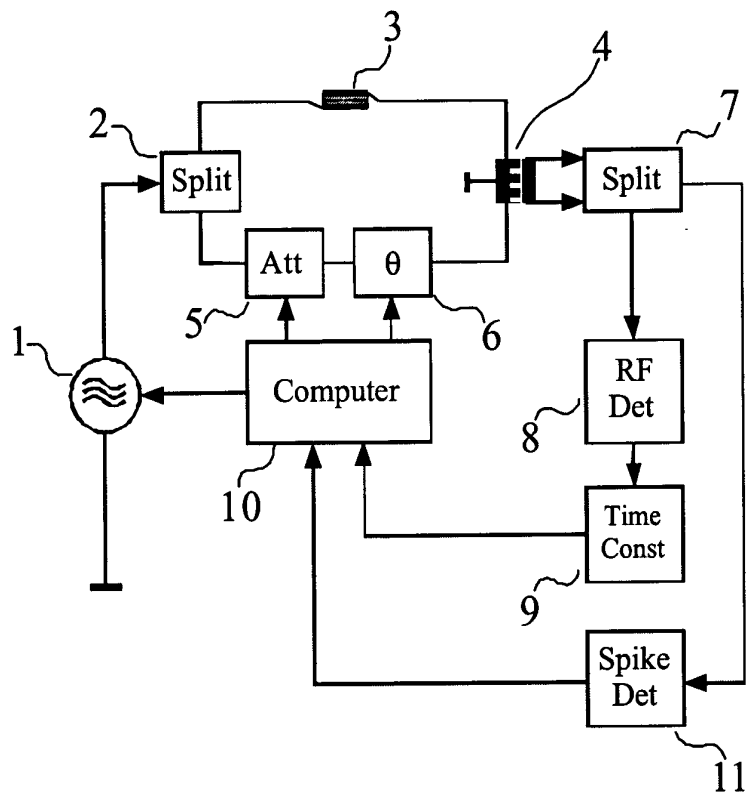 3
4
2
7
Split
Split
Att
θ
5
6
1
Computer
RF
Det
8
10
Time
Const
9
Spike
Det
11